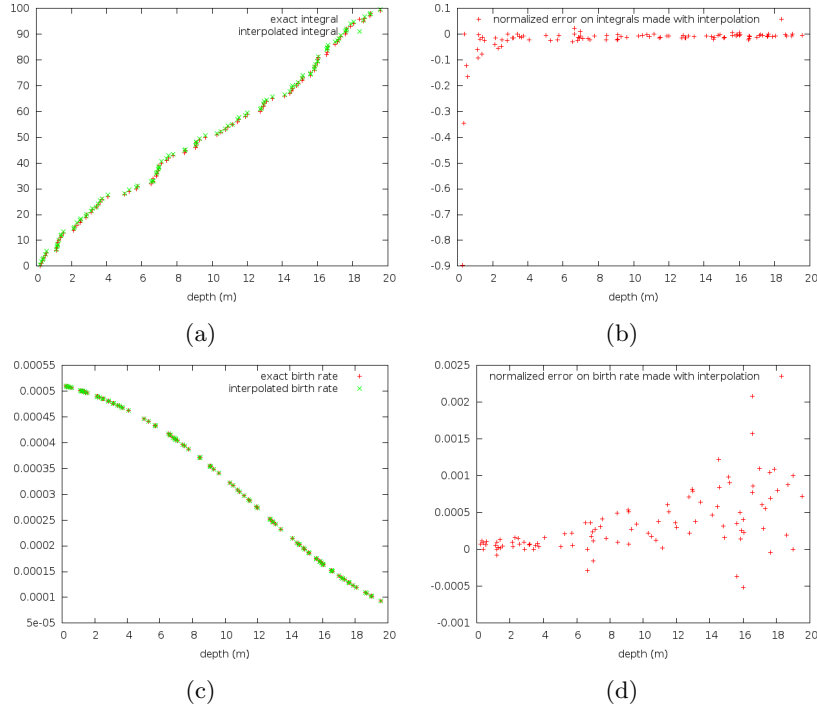 exact integral
interpolated integral
100
90
80
70
60
50
40
30
20
10
0
0 2 4 6 8 10 12 14 16 18 20
depth (m)
(a)
normalized error on integrals made with interpolation
0.1
0
-0.1
-0.2
-0.3
-0.4
-0.5
-0.6
-0.7
-0.8
-0.9
0 2 4 6 8 10 12 14 16 18 20
depth (m)
(b)
exact birth rate
interpolated birth rate
0.00055
0.0005
0.00045
0.0004
0.00035
0.0003
0.00025
0.0002
0.00015
0.0001
5e-05
0 2 4 6 8 10 12 14 16 18 20
depth (m)
(c)
normalized error on birth rate made with interpolation
0.0025
0.002
0.0015
0.001
0.0005
0
-0.0005
-0.001
0 2 4 6 8 10 12 14 16 18 20
depth (m)
(d)